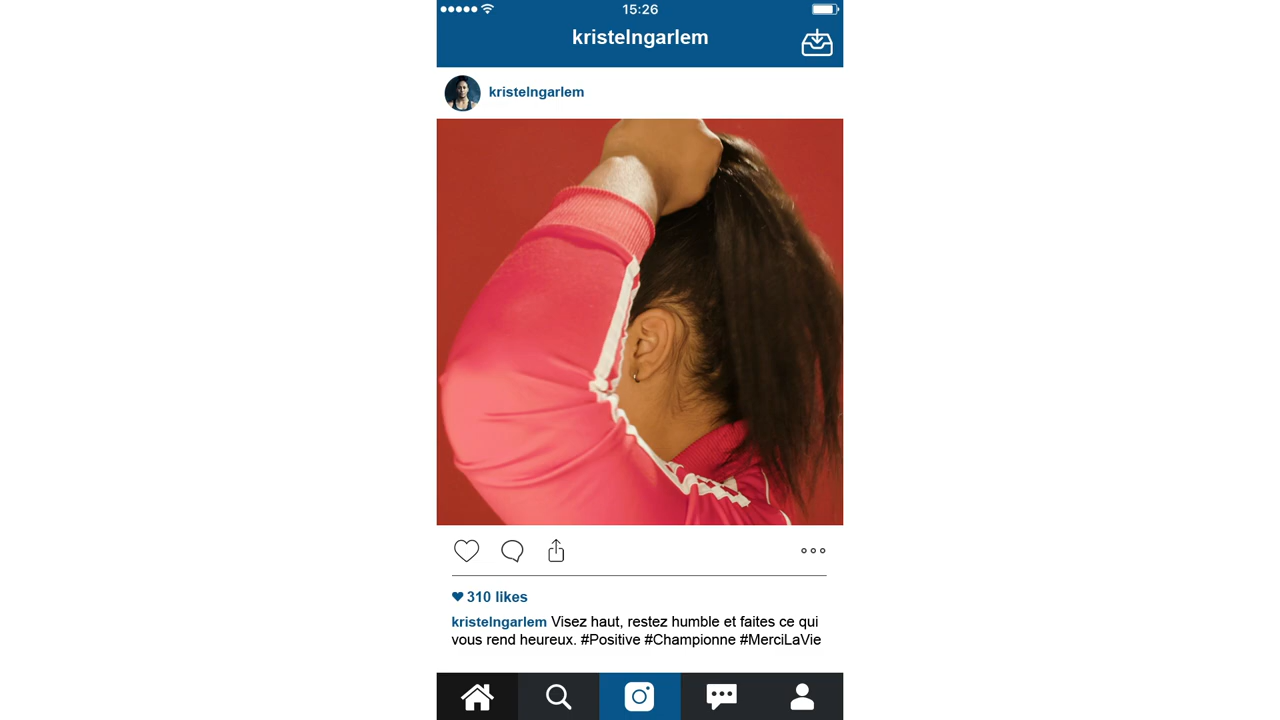 15:26
kristelngarlem
kristelngarlem
310 likes
kristelngarlem Visez haut, restez humble et faites ce qui
vous rend heureux. #Positive #Championne #MerciLaVie